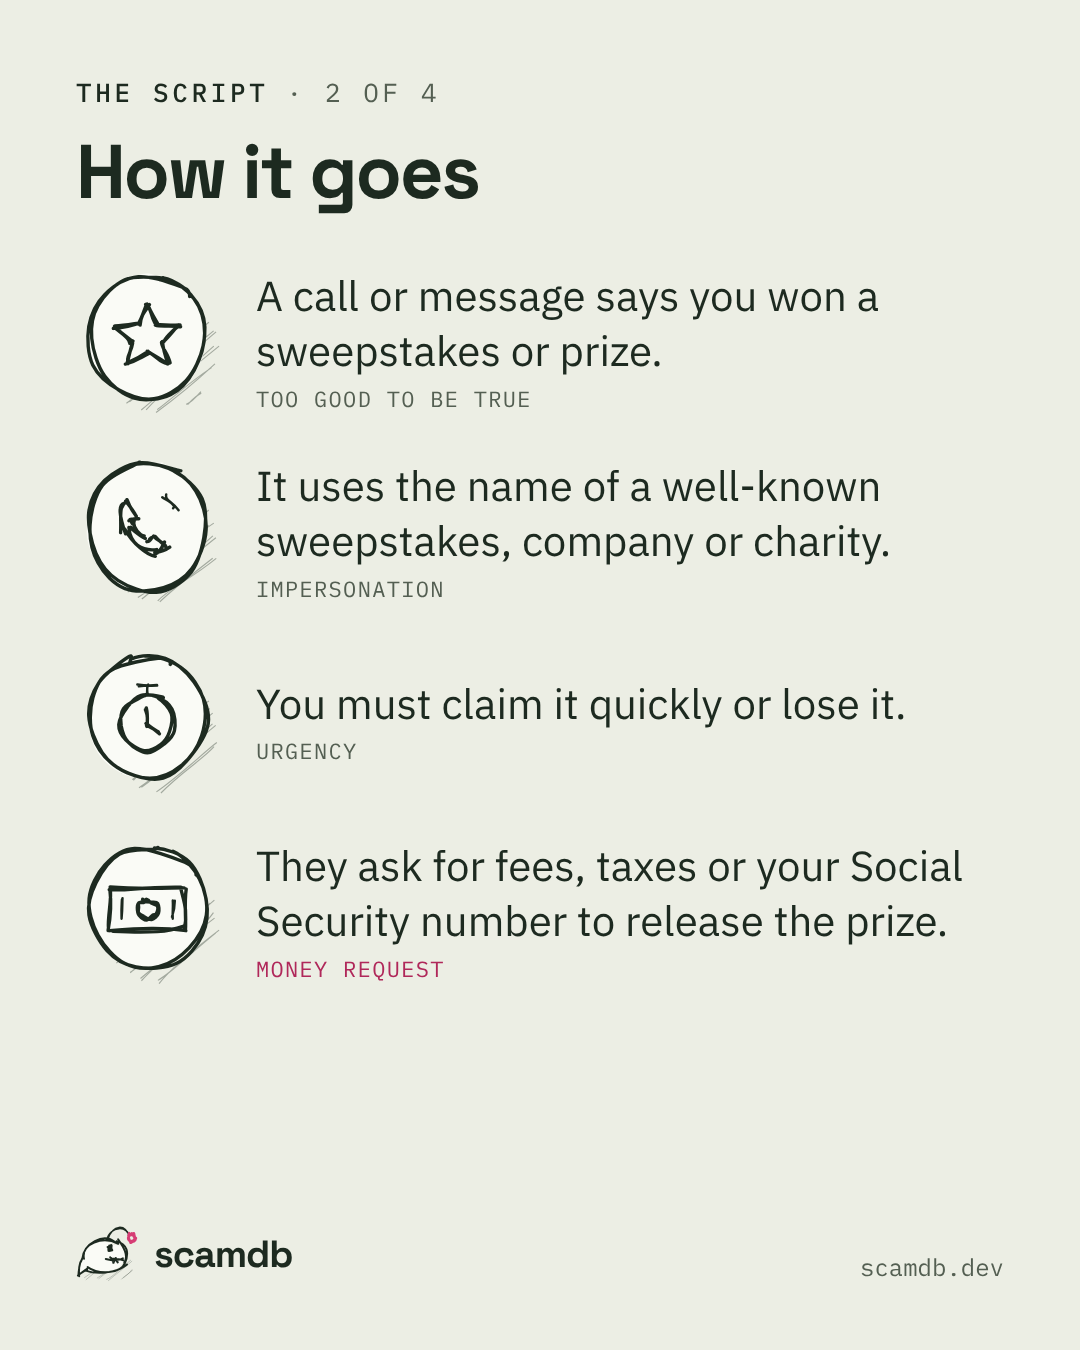 THE SCRIPT · 2 OF 4
How it goes
A call or message says you won a
sweepstakes or prize.
TOO GOOD TO BE TRUE
It uses the name of a well-known
sweepstakes, company or charity.
IMPERSONATION
You must claim it quickly or lose it.
URGENCY
They ask for fees, taxes or your Social
Security number to release the prize.
MONEY REQUEST
scamdb
scamdb.dev